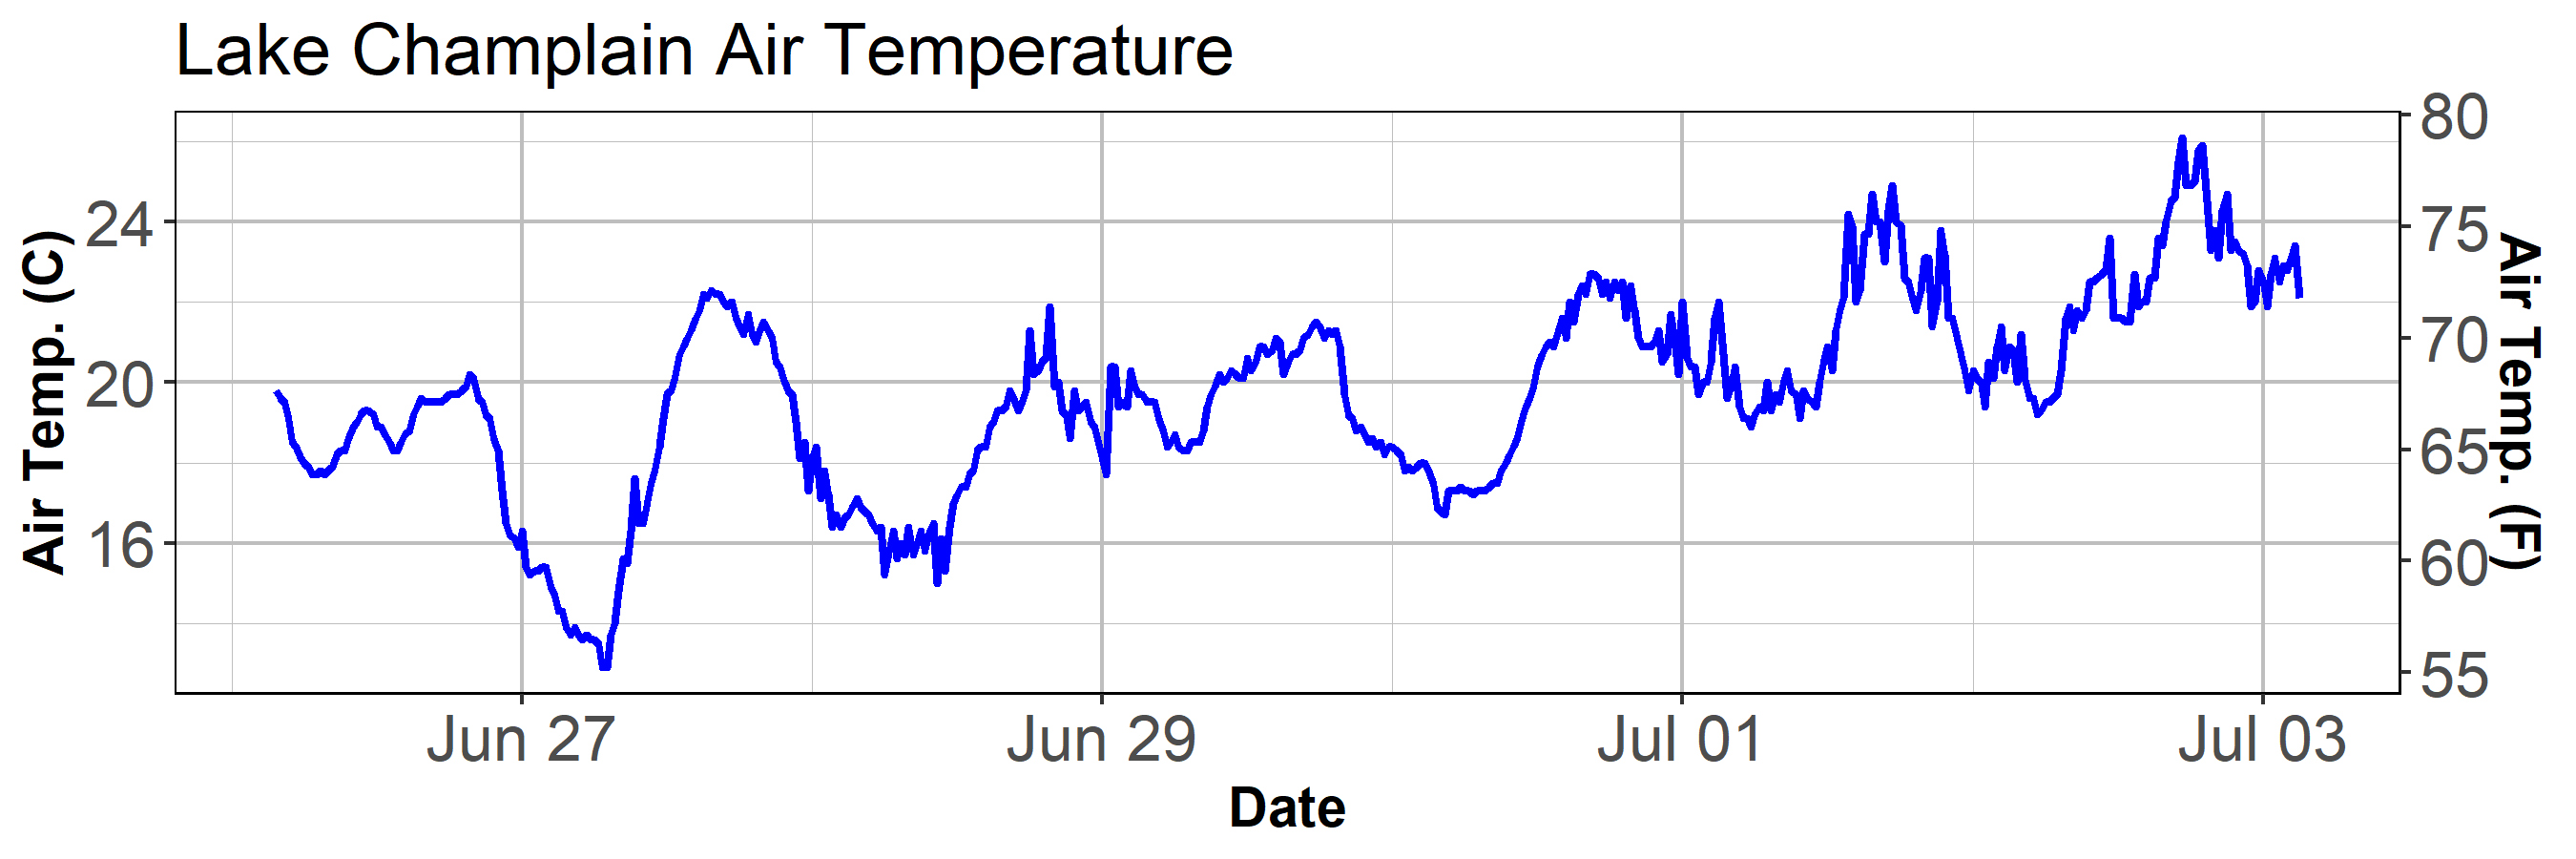 Lake Champlain Air Temperature
Air Temp. (C)
24
20
16
80
75
70
65
60
55
Air Temp. (F)
Jun 27 Jun 29 Jul 01 Jul 03
Date